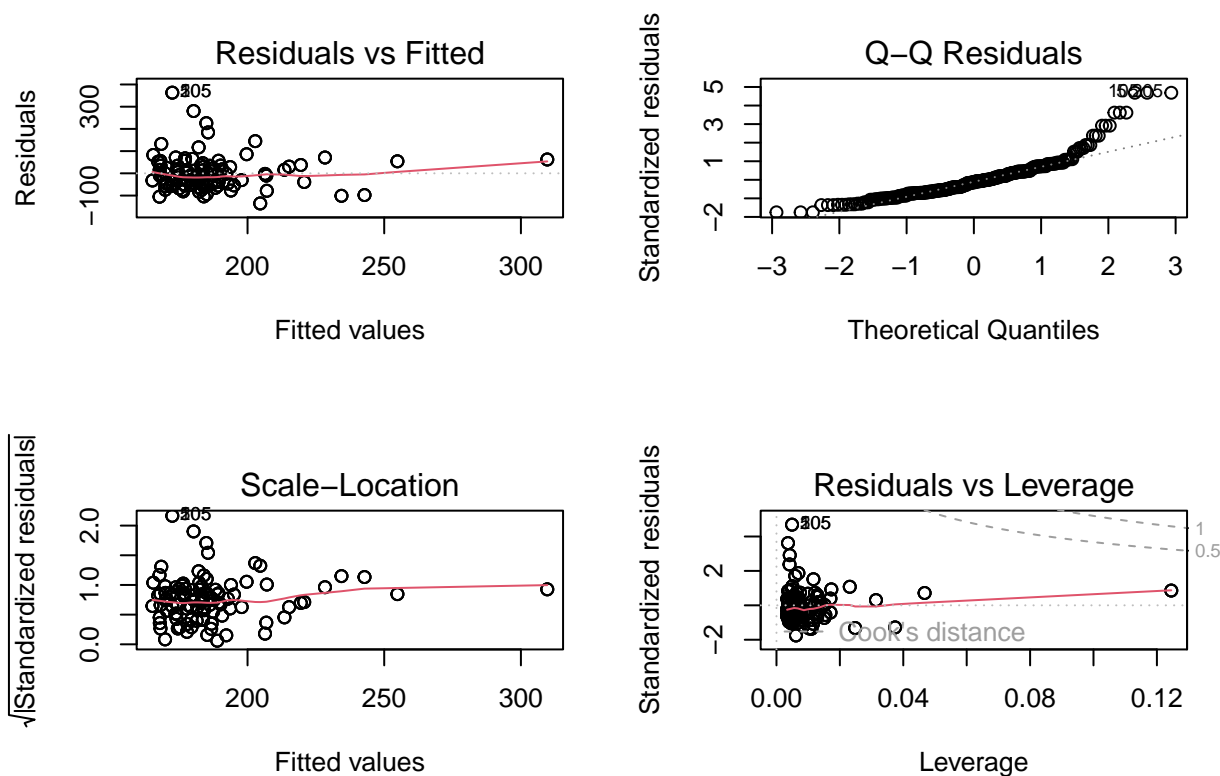 Residuals vs Fitted
Residuals
300
−100
200
250
300
Fitted values
Q−Q Residuals
Standardized residuals
5
3
1
−2
−3
−2
−1
0
1
2
3
Theoretical Quantiles
Scale−Location
√|Standardized residuals|
2.0
1.0
0.0
200
250
300
Fitted values
Residuals vs Leverage
Standardized residuals
2
−2
1
0.5
Cook's distance
0.00
0.04
0.08
0.12
Leverage